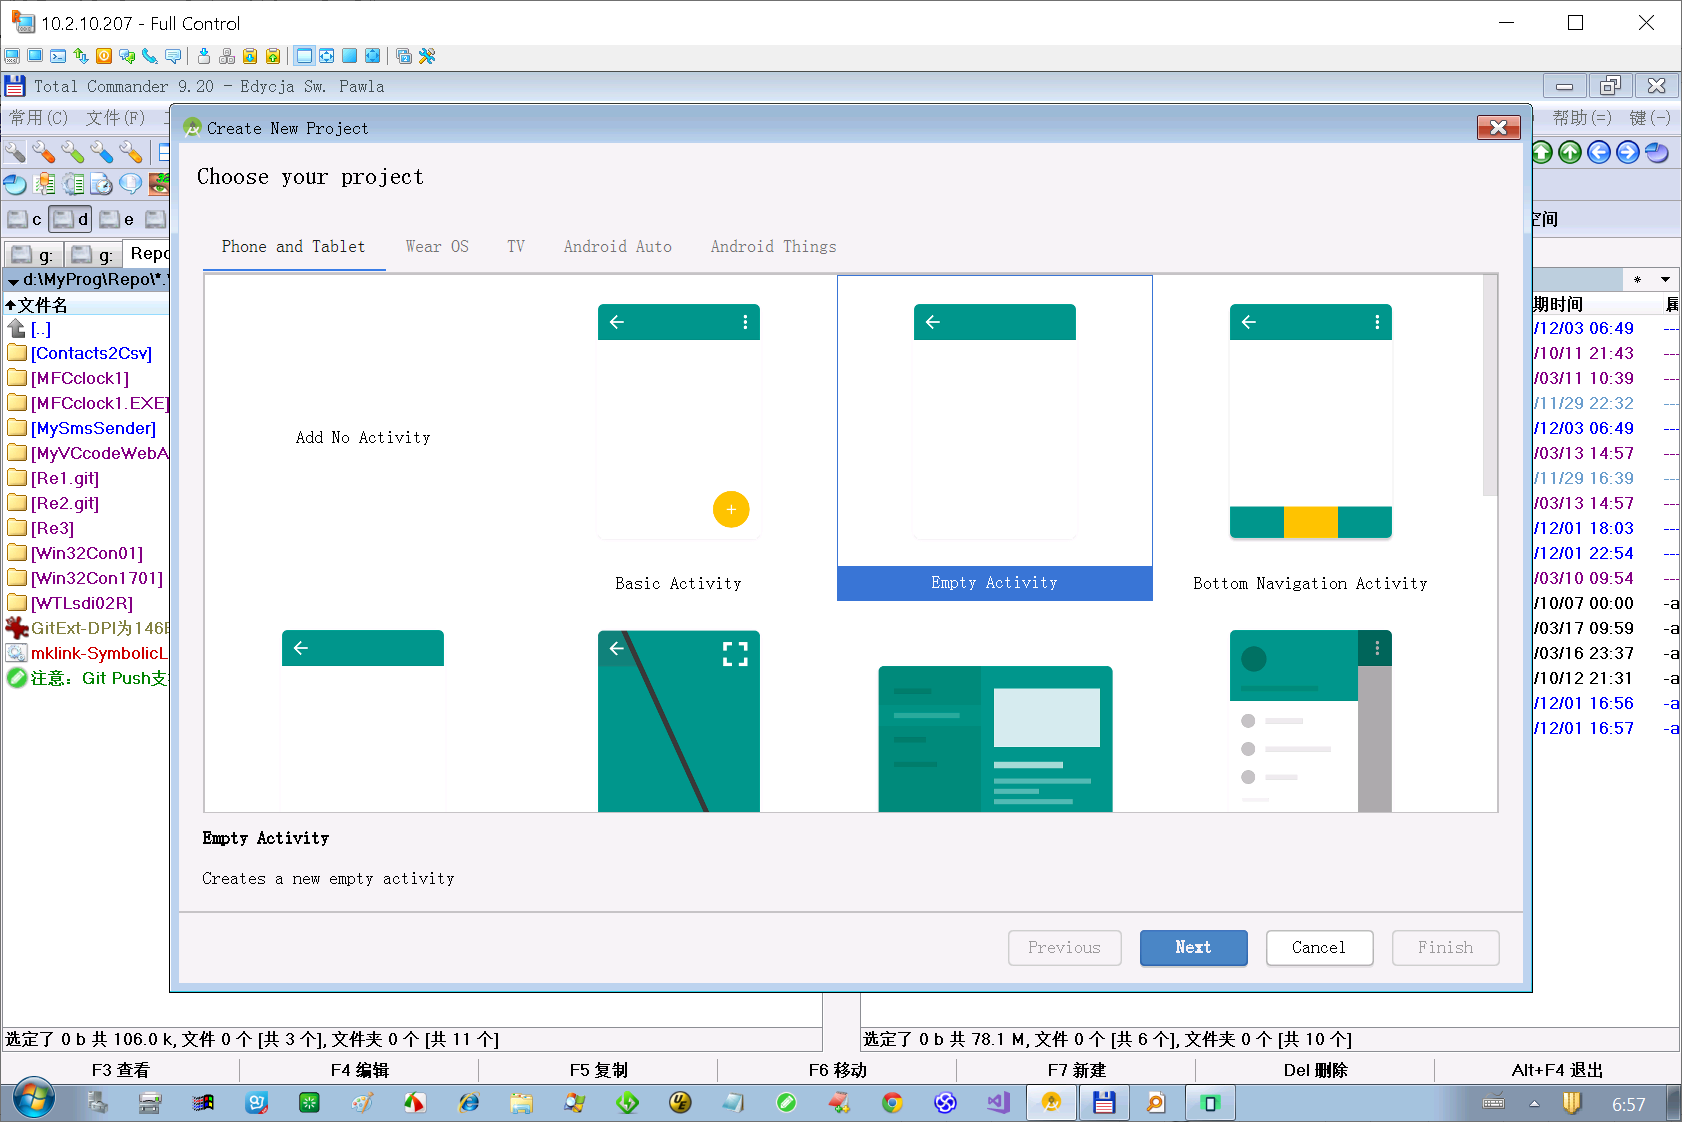 10.2.10.207 - Full Control
Total Commander 9.20 - Edycja Sw. Pawla
常用(C) 文件(F)
帮助(=) 键(-)
Create New Project
Choose your project
c d e
空间
g: g: Repo
Phone and Tablet Wear OS TV Android Auto Android Things
d:\MyProg\Repo\*.
*
文件名
期时间
[..]
/12/03 06:49 ---
[Contacts2Csv]
/10/11 21:43 ---
[MFCclock1]
/03/11 10:39 ---
[MFCclock1.EXE]
/11/29 22:32 ---
[MySmsSender]
/12/03 06:49 ---
[MyVCcodeWebA
/03/13 14:57 ---
[Re1.git]
/11/29 16:39 ---
[Re2.git]
/03/13 14:57 ---
[Re3]
/12/01 18:03 ---
[Win32Con01]
/12/01 22:54 ---
[Win32Con1701]
/03/10 09:54 ---
[WTLsdi02R]
/10/07 00:00 -a
GitExt-DPI为146
/03/17 09:59 -a
mklink-SymbolicL
/03/16 23:37 -a
注意：Git Push支
/10/12 21:31 -a
/12/01 16:56 -a
/12/01 16:57 -a
Add No Activity
Basic Activity
Empty Activity
Bottom Navigation Activity
Empty Activity
Creates a new empty activity
Previous Next Cancel Finish
选定了 0 b 共 106.0 k, 文件 0 个 [共 3 个], 文件夹 0 个 [共 11 个]
选定了 0 b 共 78.1 M, 文件 0 个 [共 6 个], 文件夹 0 个 [共 10 个]
F3 查看 F4 编辑 F5 复制 F6 移动 F7 新建 Del 删除 Alt+F4 退出
6:57